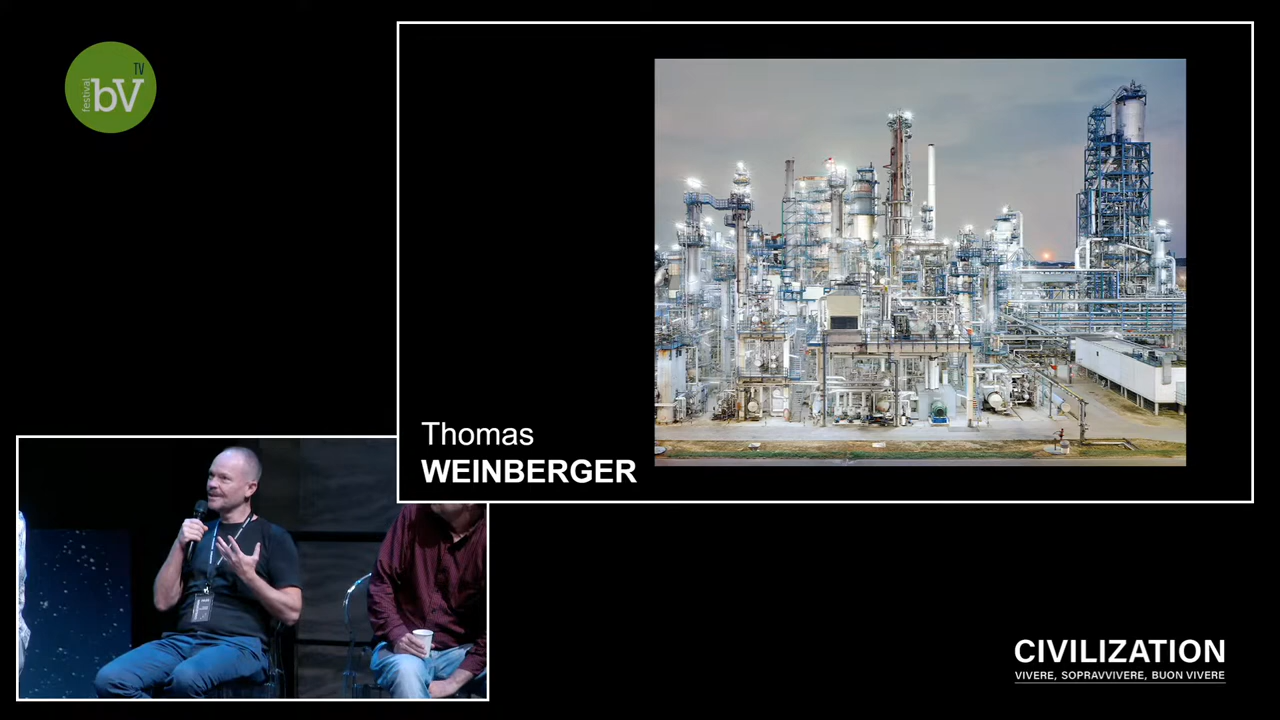 TV
festival
bV
Thomas
WEINBERGER
CIVILIZATION
VIVERE, SOPRAVVIVERE, BUON VIVERE